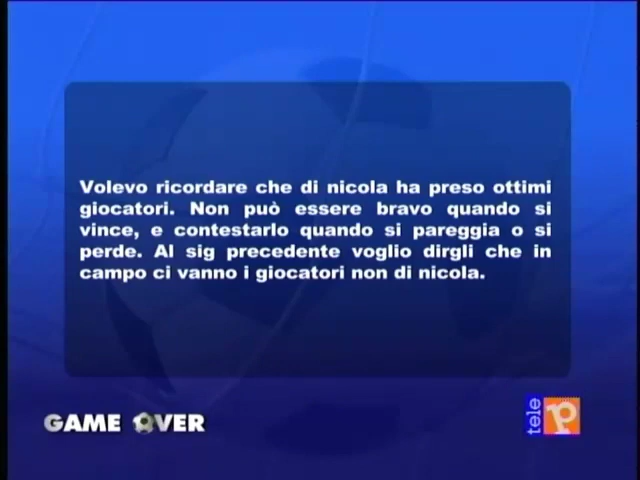 Volevo ricordare che di nicola ha preso ottimi
giocatori. Non può essere bravo quando si
vince, e contestarlo quando si pareggia o si
perde. Al sig precedente voglio dirgli che in
campo ci vanno i giocatori non di nicola.
GAME OVER
tele p